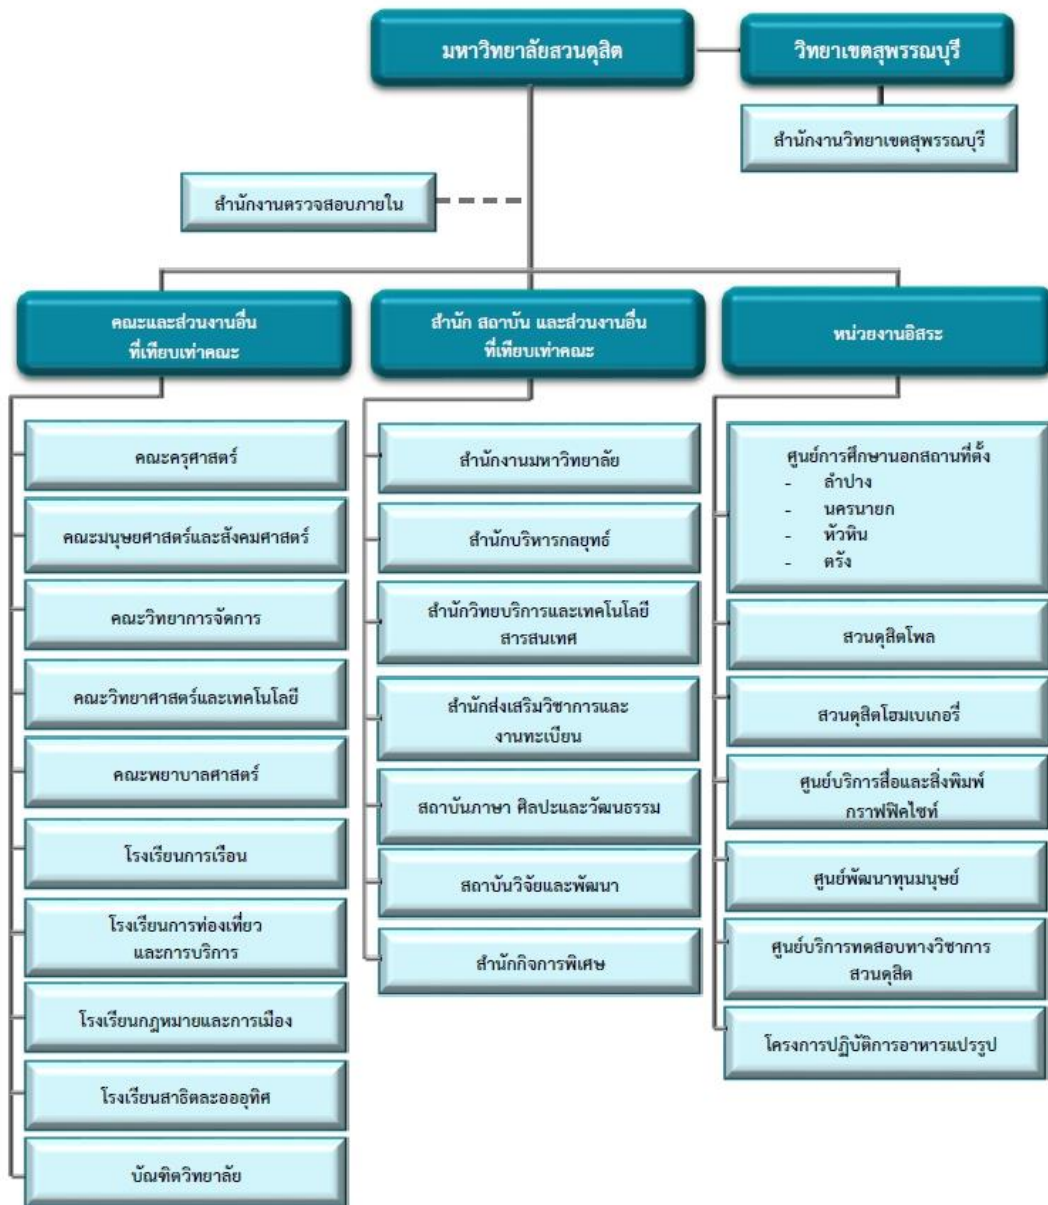 มหาวิทยาลัยสวนดุสิต
วิทยาเขตสุพรรณบุรี
สำนักงานวิทยาเขตสุพรรณบุรี
สำนักงานตรวจสอบภายใน
คณะและส่วนงานอื่น
ที่เทียบเท่าคณะ
คณะครุศาสตร์
คณะมนุษยศาสตร์และสังคมศาสตร์
คณะวิทยาการจัดการ
คณะวิทยาศาสตร์และเทคโนโลยี
คณะพยาบาลศาสตร์
โรงเรียนการเรือน
โรงเรียนการท่องเที่ยว
และการบริการ
โรงเรียนกฎหมายและการเมือง
โรงเรียนสาธิตละอออุทิศ
บัณฑิตวิทยาลัย
สำนัก สถาบัน และส่วนงานอื่น
ที่เทียบเท่าคณะ
สำนักงานมหาวิทยาลัย
สำนักบริหารกลยุทธ์
สำนักวิทยบริการและเทคโนโลยี
สารสนเทศ
สำนักส่งเสริมวิชาการและ
งานทะเบียน
สถาบันภาษา ศิลปะและวัฒนธรรม
สถาบันวิจัยและพัฒนา
สำนักกิจการพิเศษ
หน่วยงานอิสระ
ศูนย์การศึกษานอกสถานที่ตั้ง
- ลำปาง
- นครนายก
- หัวหิน
- ตรัง
สวนดุสิตโพล
สวนดุสิตโฮมเบเกอรี่
ศูนย์บริการสื่อและสิ่งพิมพ์
กราฟฟิคไซท์
ศูนย์พัฒนาทุนมนุษย์
ศูนย์บริการทดสอบทางวิชาการ
สวนดุสิต
โครงการปฏิบัติการอาหารแปรรูป